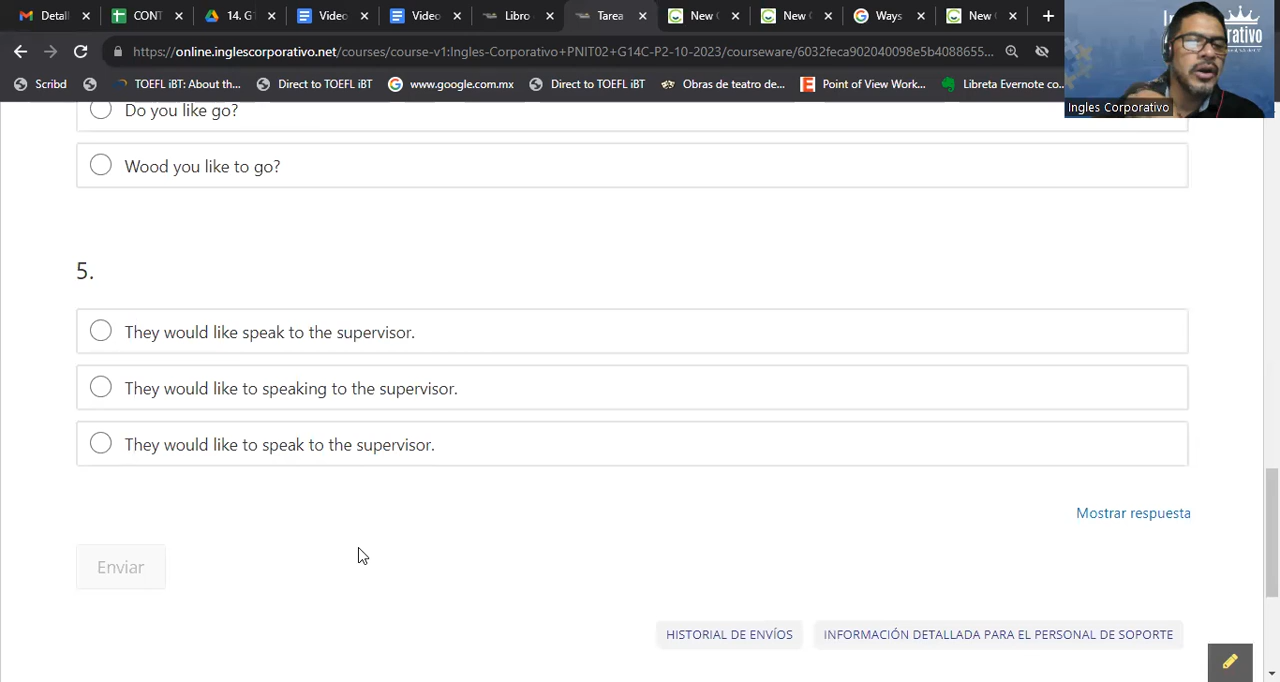 Detall
CONT
14. G
Video
Video
Libro
Tarea
New
New
Ways
New
https://online.inglescorporativo.net/courses/course-v1:Ingles-Corporativo+PNIT02+G14C-P2-10-2023/courseware/6032feca902040098e5b4088655...
Scribd
TOEFL iBT: About th...
Direct to TOEFL iBT
www.google.com.mx
Direct to TOEFL iBT
Obras de teatro de...
Point of View Work...
Libreta Evernote co...
Ingles Corporativo
Do you like go?
Wood you like to go?
5.
They would like speak to the supervisor.
They would like to speaking to the supervisor.
They would like to speak to the supervisor.
Mostrar respuesta
Enviar
HISTORIAL DE ENVÍOS
INFORMACIÓN DETALLADA PARA EL PERSONAL DE SOPORTE